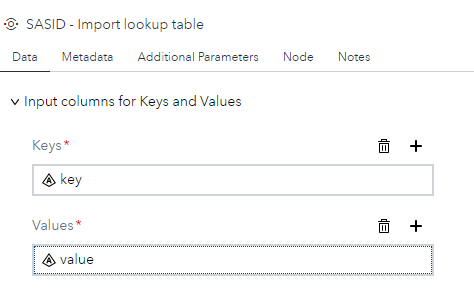 SASID - Import lookup table
Data Metadata Additional Parameters Node Notes
Input columns for Keys and Values
Keys*
key
Values*
value